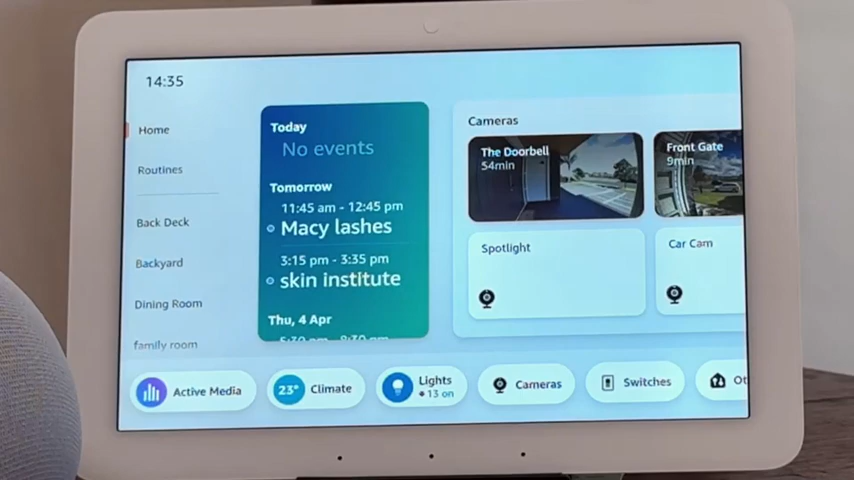 14:35
Home
Routines
Back Deck
Backyard
Dining Room
family room
Today
No events
Tomorrow
11:45 am - 12:45 pm
Macy lashes
3:15 pm - 3:35 pm
skin institute
Thu, 4 Apr
Cameras
The Doorbell
54min
Front Gate
9min
Spotlight
Car Cam
Active Media
23° Climate
Lights
13 on
Cameras
Switches
Ot